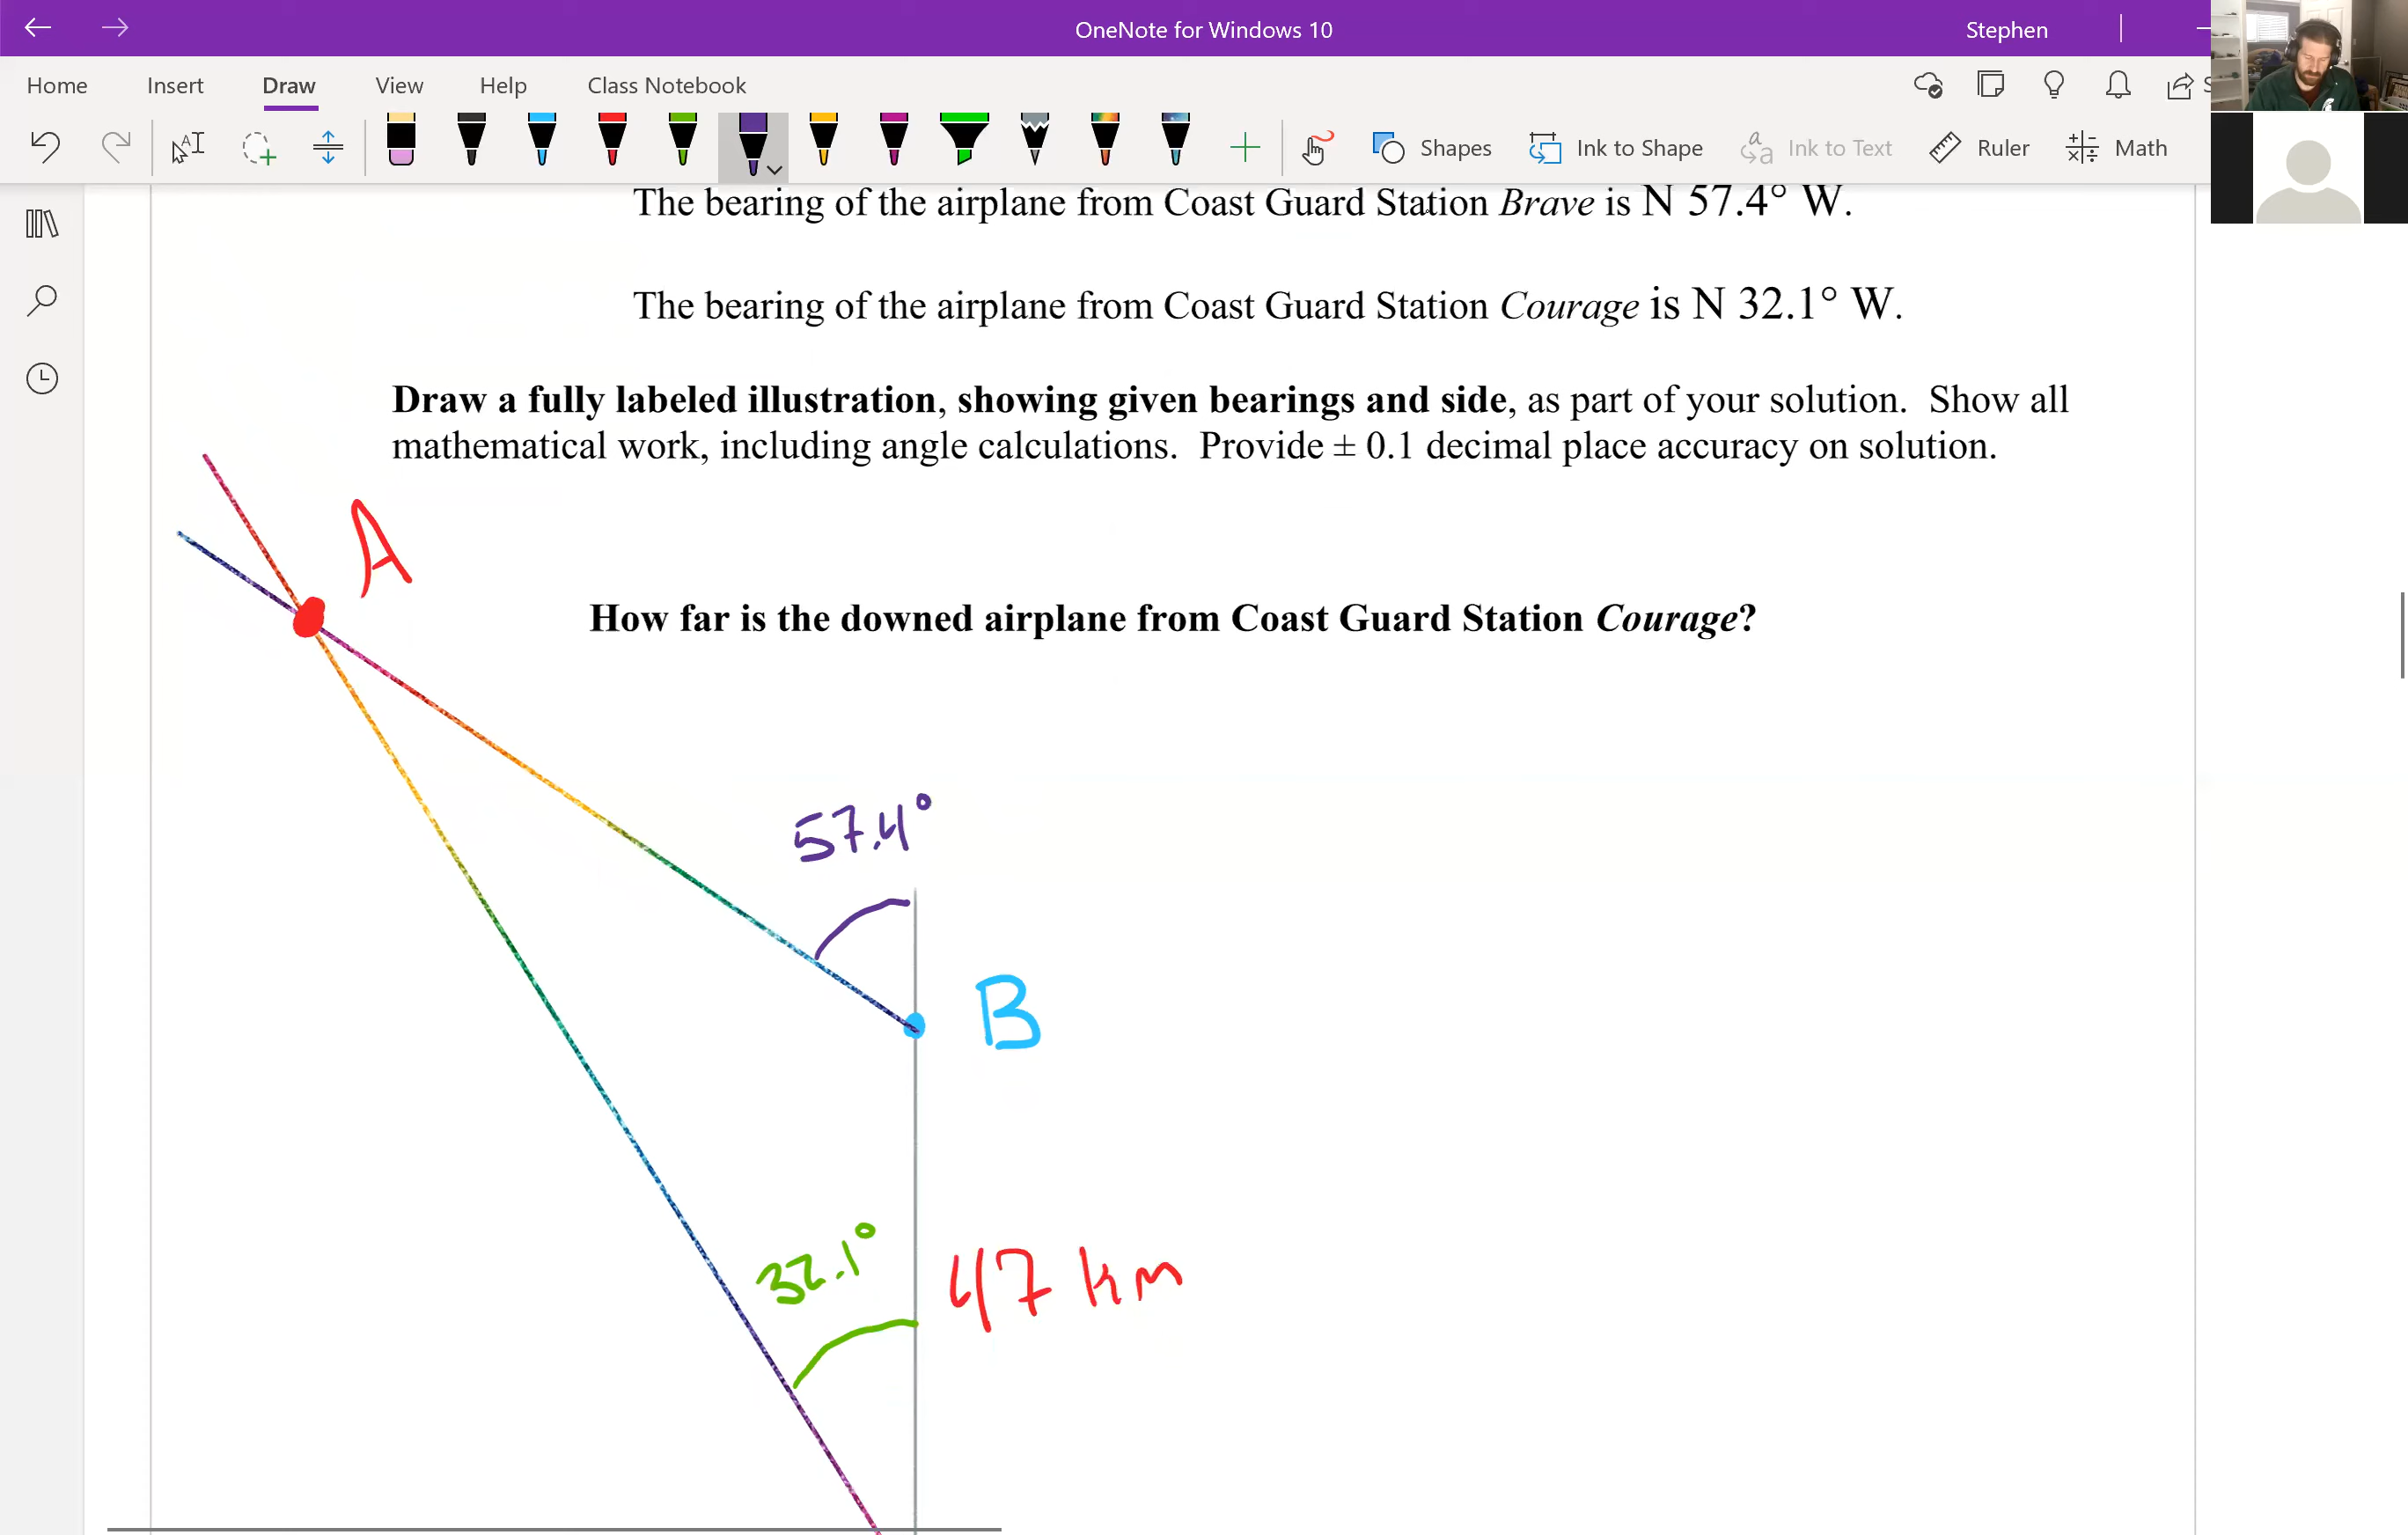 OneNote for Windows 10
Stephen
Home Insert Draw View Help Class Notebook
Shapes Ink to Shape Ink to Text Ruler Math
The bearing of the airplane from Coast Guard Station Brave is N 57.4° W.
The bearing of the airplane from Coast Guard Station Courage is N 32.1° W.
Draw a fully labeled illustration, showing given bearings and side, as part of your solution. Show all
mathematical work, including angle calculations. Provide ± 0.1 decimal place accuracy on solution.
A
How far is the downed airplane from Coast Guard Station Courage?
57.4°
B
32.1°
47 km